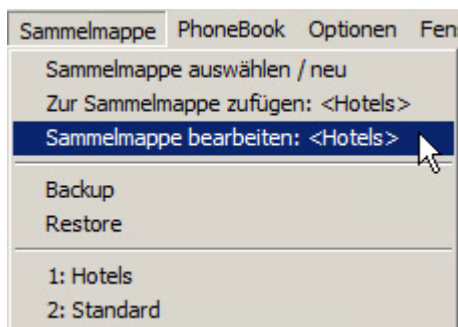 Sammelmappe PhoneBook Optionen Fen
Sammelmappe auswählen / neu
Zur Sammelmappe zufügen: <Hotels>
Sammelmappe bearbeiten: <Hotels>
Backup
Restore
1: Hotels
2: Standard